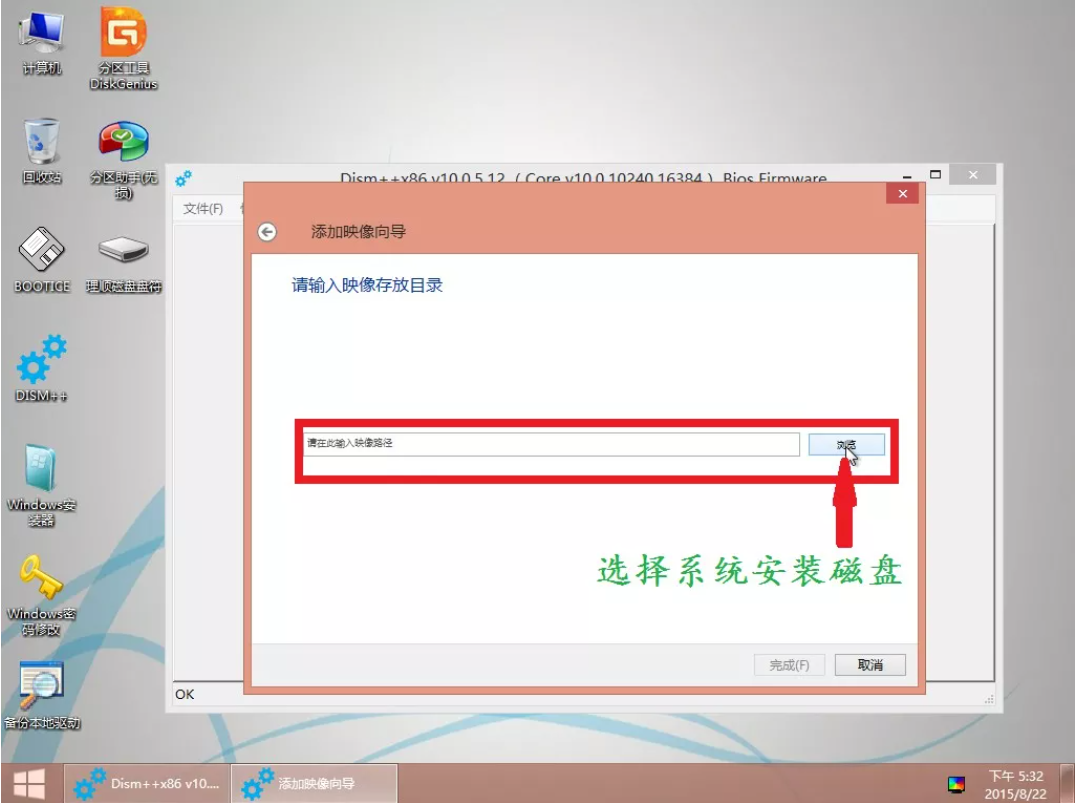 计算机
分区工具
DiskGenius
回收站
分区助手(无
损)
BOOTICE
理顺磁盘盘符
DISM++
Windows安
装器
Windows密
码修改
备份本地驱动
Dism++x86 v10.0.5.12 ( Core v10.0.10240.16384 ) Bios Firmware
文件(F)
添加映像向导
请输入映像存放目录
请在此输入映像路径
浏览
选择系统安装磁盘
完成(F)
取消
OK
Dism++x86 v10....
添加映像向导
下午 5:32
2015/8/22